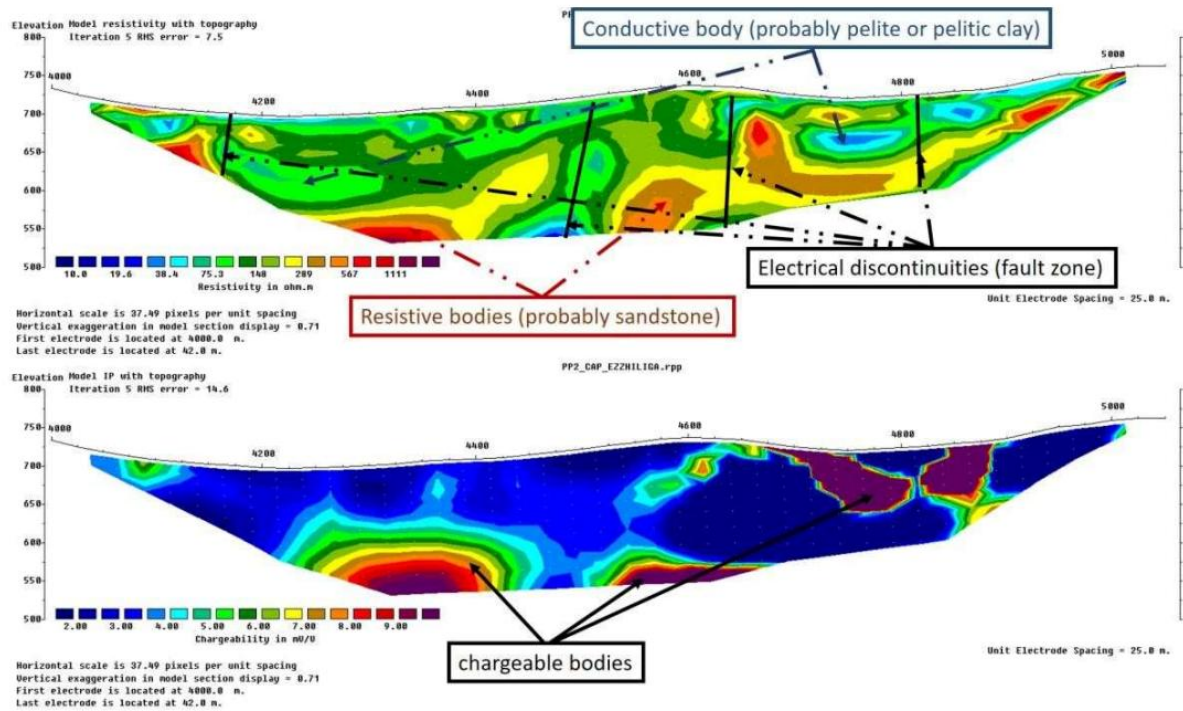 Elevation Model resistivity with topography
Iteration 5 RMS error = 7.5
Conductive body (probably pelite or pelitic clay)
800
750
700
650
600
550
500
4000
4200
4400
4600
4800
5000
10.0 19.6 38.4 75.3 148 289 567 1111
Resistivity in ohm.m
Electrical discontinuities (fault zone)
Resistive bodies (probably sandstone)
Unit Electrode Spacing = 25.0 m.
Horizontal scale is 37.49 pixels per unit spacing
Vertical exaggeration in model section display = 0.71
First electrode is located at 4000.0 m.
Last electrode is located at 42.0 m.
PP2_CAP_EZZHILIGA.rpp
Elevation Model IP with topography
Iteration 5 RMS error = 14.6
800
750
700
650
600
550
500
4000
4200
4400
4600
4800
5000
2.00 3.00 4.00 5.00 6.00 7.00 8.00 9.00
Chargeability in mV/V
chargeable bodies
Unit Electrode Spacing = 25.0 m.
Horizontal scale is 37.49 pixels per unit spacing
Vertical exaggeration in model section display = 0.71
First electrode is located at 4000.0 m.
Last electrode is located at 42.0 m.